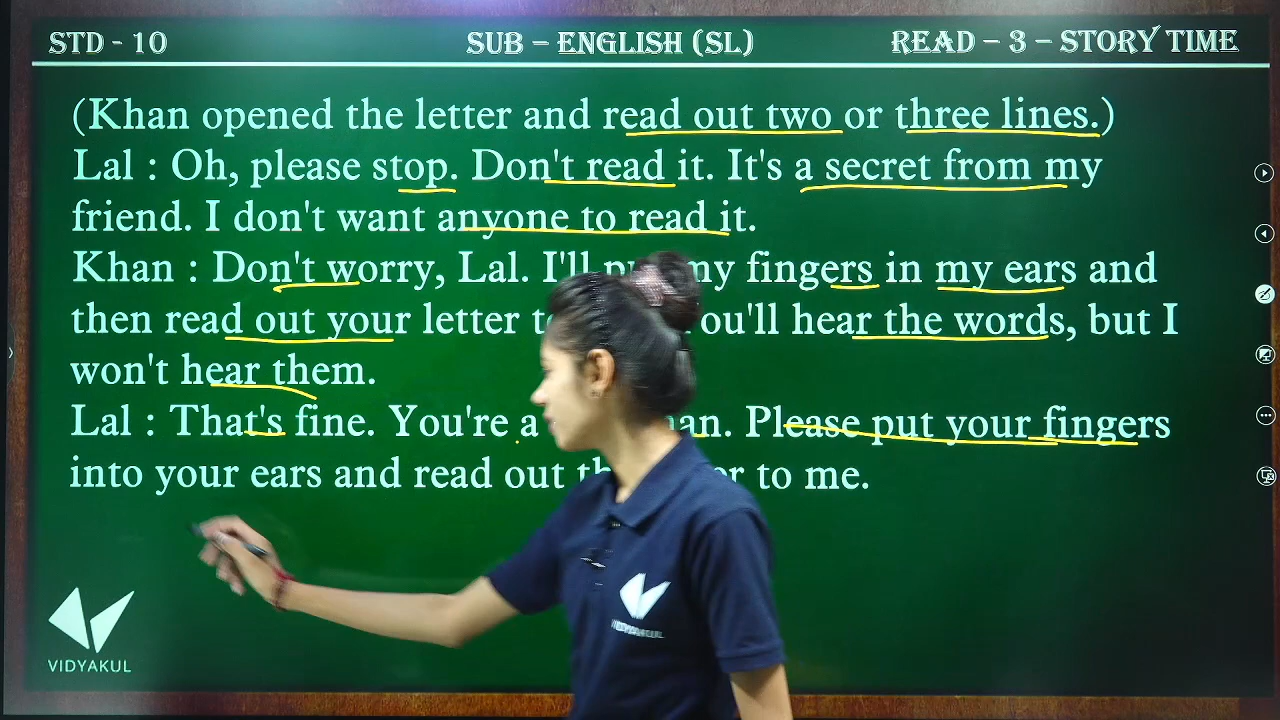 STD - 10
SUB – ENGLISH (SL)
READ – 3 – STORY TIME
(Khan opened the letter and read out two or three lines.)
Lal : Oh, please stop. Don't read it. It's a secret from my
friend. I don't want anyone to read it.
Khan : Don't worry, Lal. I'll my fingers in my ears and
then read out your letter hear the words, but I
won't hear them.
Lal : That's fine. You're a Please put your fingers
into your ears and read out to me.
VIDYAKUL
VIDYAKUL